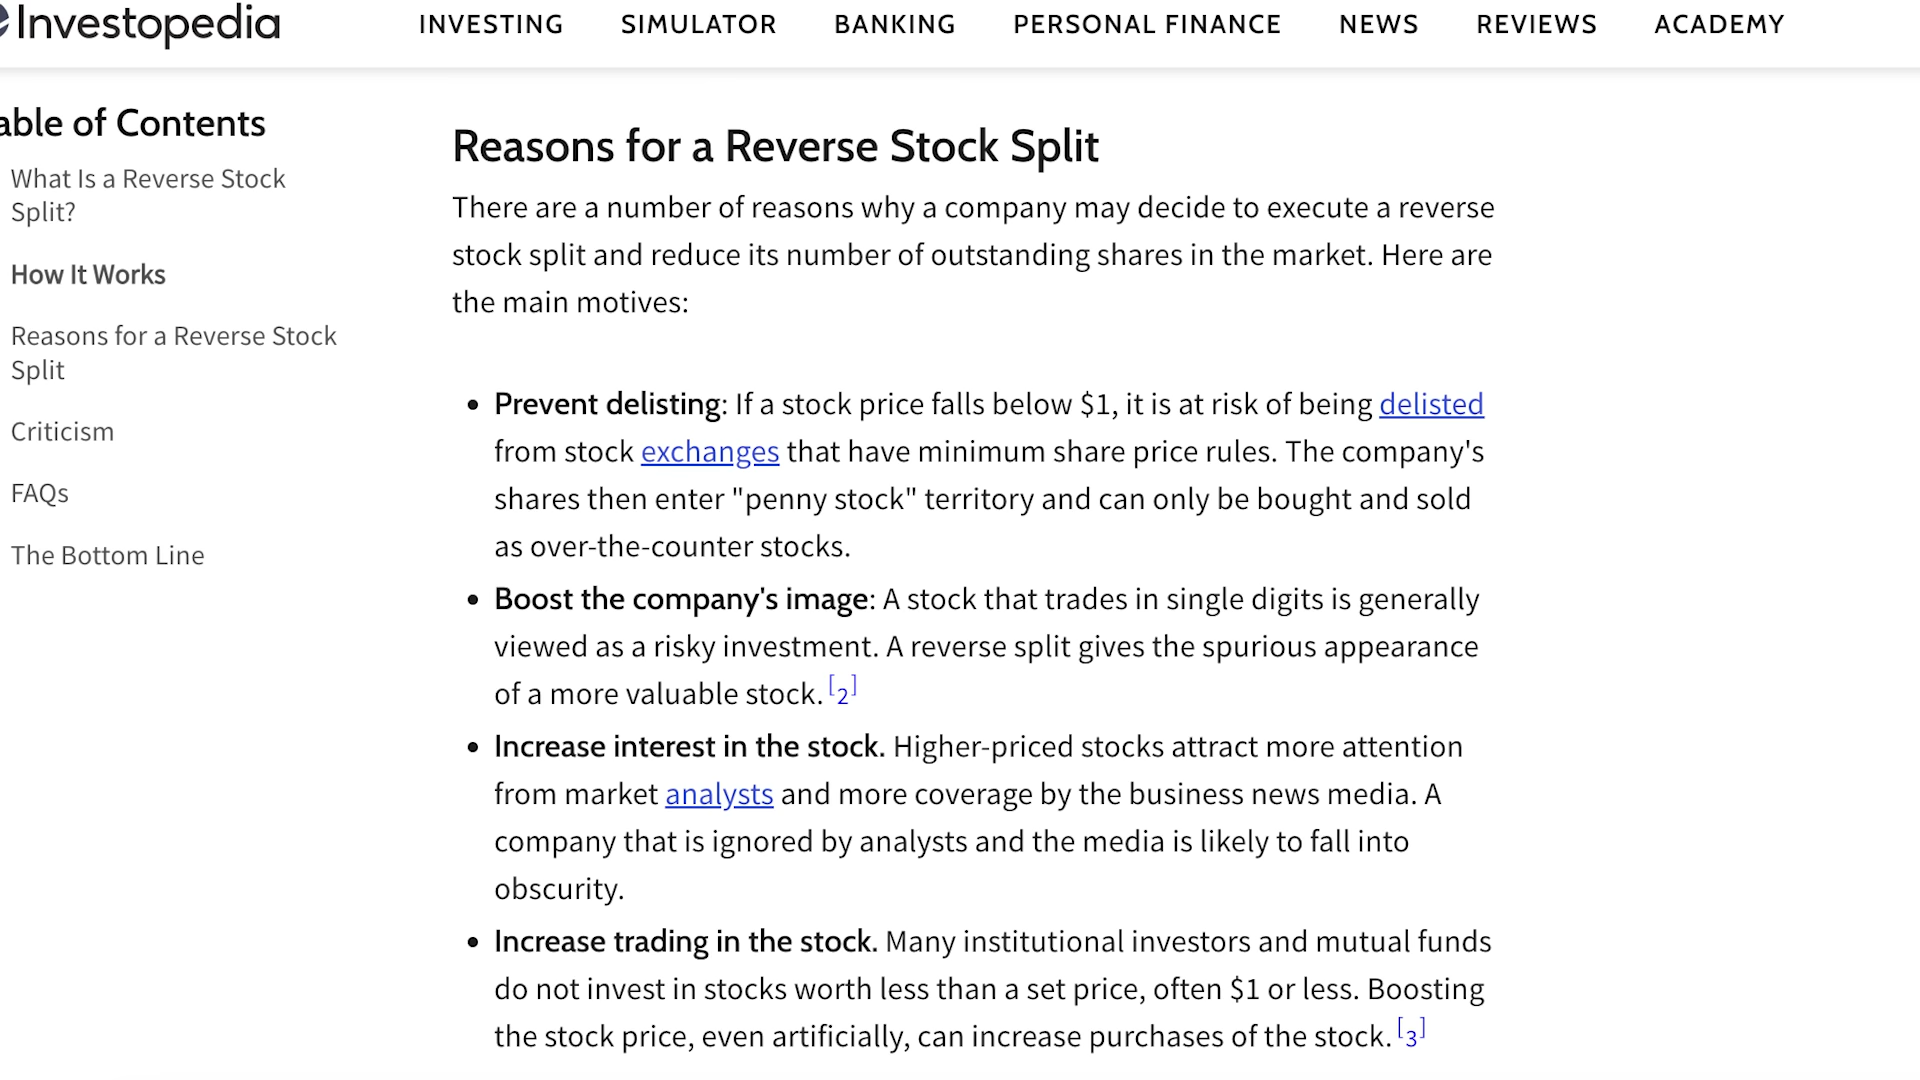 Investopedia
INVESTING SIMULATOR BANKING PERSONAL FINANCE NEWS REVIEWS ACADEMY
able of Contents
What Is a Reverse Stock
Split?
How It Works
Reasons for a Reverse Stock
Split
Criticism
FAQs
The Bottom Line
Reasons for a Reverse Stock Split
There are a number of reasons why a company may decide to execute a reverse
stock split and reduce its number of outstanding shares in the market. Here are
the main motives:
• Prevent delisting: If a stock price falls below $1, it is at risk of being delisted
from stock exchanges that have minimum share price rules. The company's
shares then enter "penny stock" territory and can only be bought and sold
as over-the-counter stocks.
• Boost the company's image: A stock that trades in single digits is generally
viewed as a risky investment. A reverse split gives the spurious appearance
of a more valuable stock. [2]
• Increase interest in the stock. Higher-priced stocks attract more attention
from market analysts and more coverage by the business news media. A
company that is ignored by analysts and the media is likely to fall into
obscurity.
• Increase trading in the stock. Many institutional investors and mutual funds
do not invest in stocks worth less than a set price, often $1 or less. Boosting
the stock price, even artificially, can increase purchases of the stock. [3]